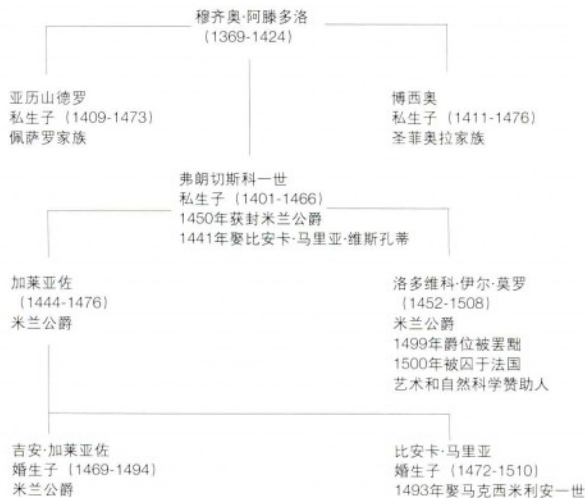 穆齐奥·阿滕多洛
(1369-1424)
亚历山德罗
私生子（1409-1473）
佩萨罗家族
博西奥
私生子（1411-1476）
圣菲奥拉家族
弗朗切斯科一世
私生子（1401-1466）
1450年获封米兰公爵
1441年娶比安卡·马里亚·维斯孔蒂
加莱亚佐
（1444-1476）
米兰公爵
洛多维科·伊尔·莫罗
（1452-1508）
米兰公爵
1499年爵位被罢黜
1500年被囚于法国
艺术和自然科学赞助人
吉安·加莱亚佐
婚生子（1469-1494）
米兰公爵
比安卡·马里亚
婚生子（1472-1510）
1493年娶马克西米利安一世